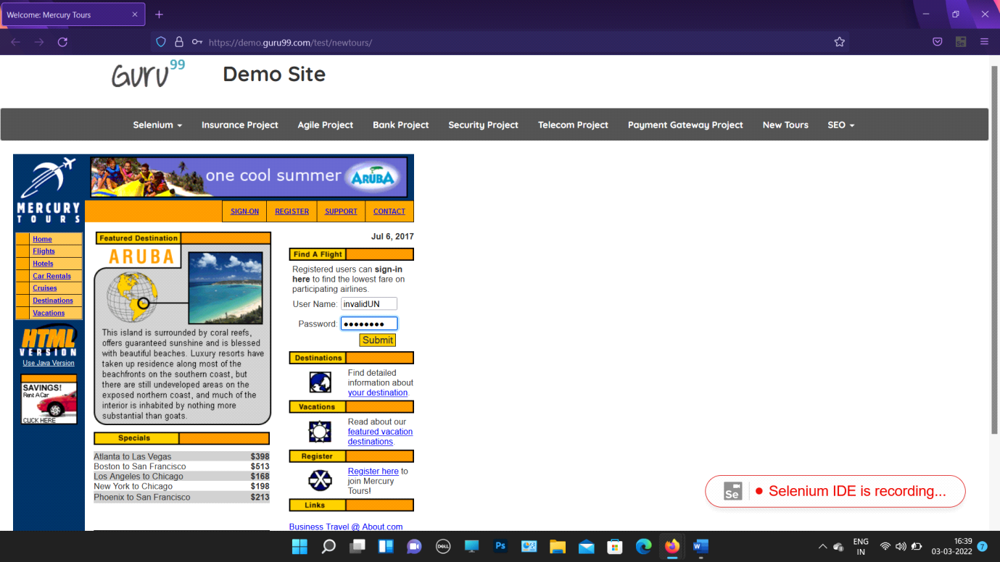 Welcome: Mercury Tours
https://demo.guru99.com/test/newtours/
Guru99
Demo Site
Selenium
Insurance Project
Agile Project
Bank Project
Security Project
Telecom Project
Payment Gateway Project
New Tours
SEO
MERCURY
TOURS
one cool summer
ARUBA
SIGN-ON
REGISTER
SUPPORT
CONTACT
Home
Flights
Hotels
Car Rentals
Cruises
Destinations
Vacations
HTML
VERSION
Use Java Version
SAVINGS!
Rent A Car
CLICK HERE
Featured Destination
ARUBA
This island is surrounded by coral reefs,
offers guaranteed sunshine and is blessed
with beautiful beaches. Luxury resorts have
taken up residence along most of the
beachfronts on the southern coast, but
there are still undeveloped areas on the
exposed northern coast, and much of the
interior is inhabited by nothing more
substantial than goats.
Specials
Atlanta to Las Vegas $398
Boston to San Francisco $513
Los Angeles to Chicago $168
New York to Chicago $198
Phoenix to San Francisco $213
Jul 6, 2017
Find A Flight
Registered users can sign-in
here to find the lowest fare on
participating airlines.
User Name: invalidUN
Password: ●●●●●●●●
Submit
Destinations
Find detailed
information about
your destination.
Vacations
Read about our
featured vacation
destinations.
Register
Register here to
join Mercury
Tours!
Links
Business Travel @ About.com
Se
Selenium IDE is recording...
DELL
Ps
W
ENG
IN
16:39
03-03-2022
7